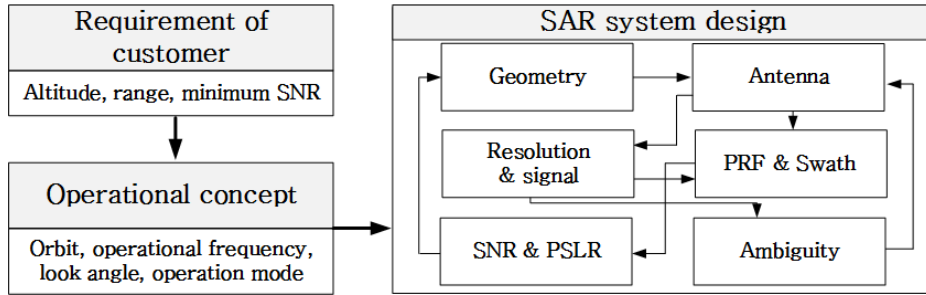 Requirement of
customer
Altitude, range, minimum SNR
Operational concept
Orbit, operational frequency,
look angle, operation mode
SAR system design
Geometry
Antenna
Resolution
& signal
PRF & Swath
SNR & PSLR
Ambiguity